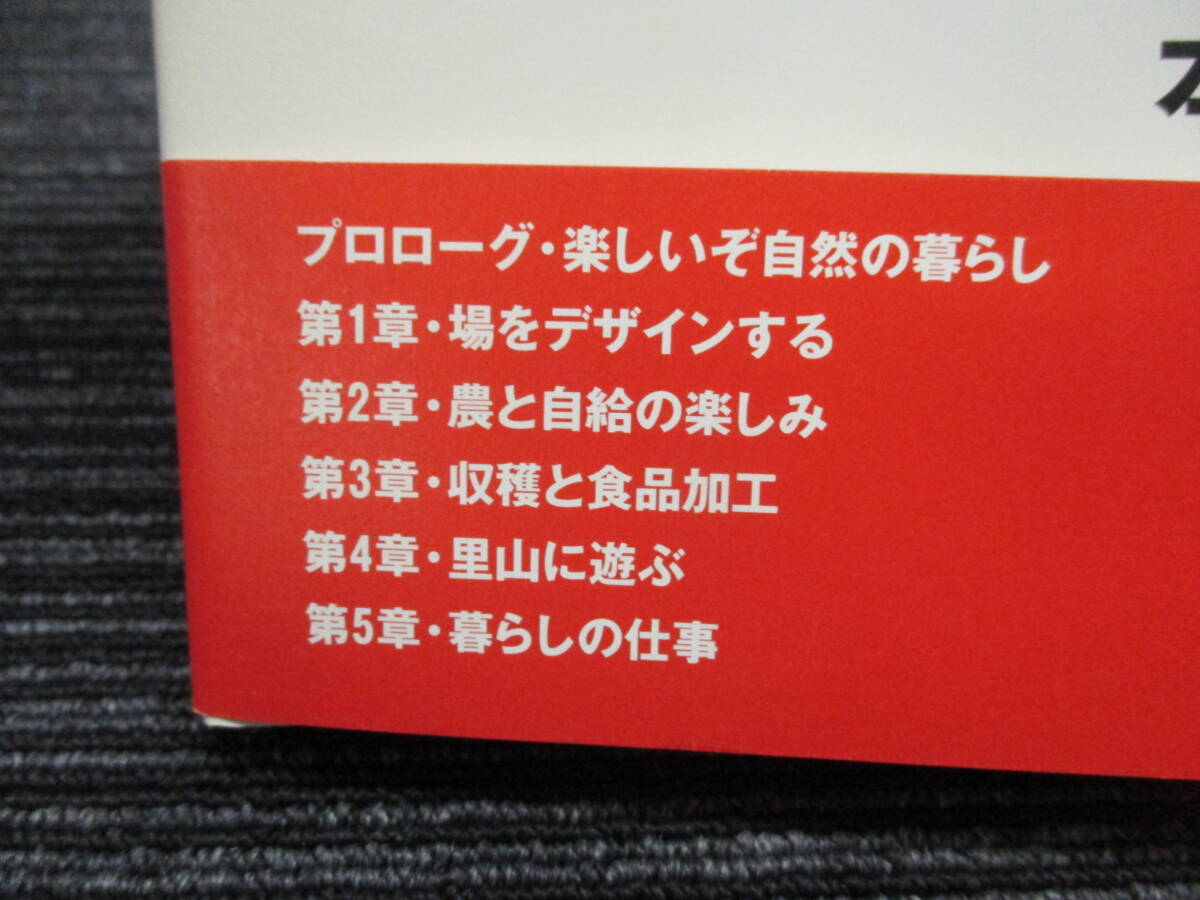 プロローグ・楽しいぞ自然の暮らし
第1章・場をデザインする
第2章・農と自給の楽しみ
第3章・収穫と食品加工
第4章・里山に遊ぶ
第5章・暮らしの仕事